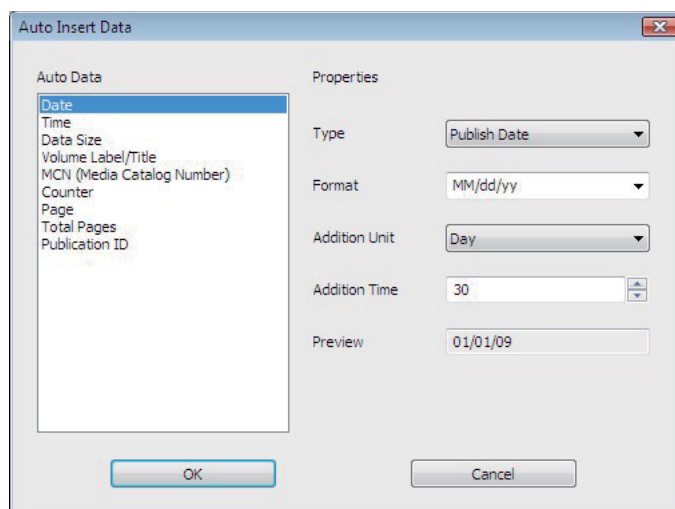 Auto Insert Data
Auto Data
Date
Time
Data Size
Volume Label/Title
MCN (Media Catalog Number)
Counter
Page
Total Pages
Publication ID
Properties
Type Publish Date
Format MM/dd/yy
Addition Unit Day
Addition Time 30
Preview 01/01/09
OK Cancel